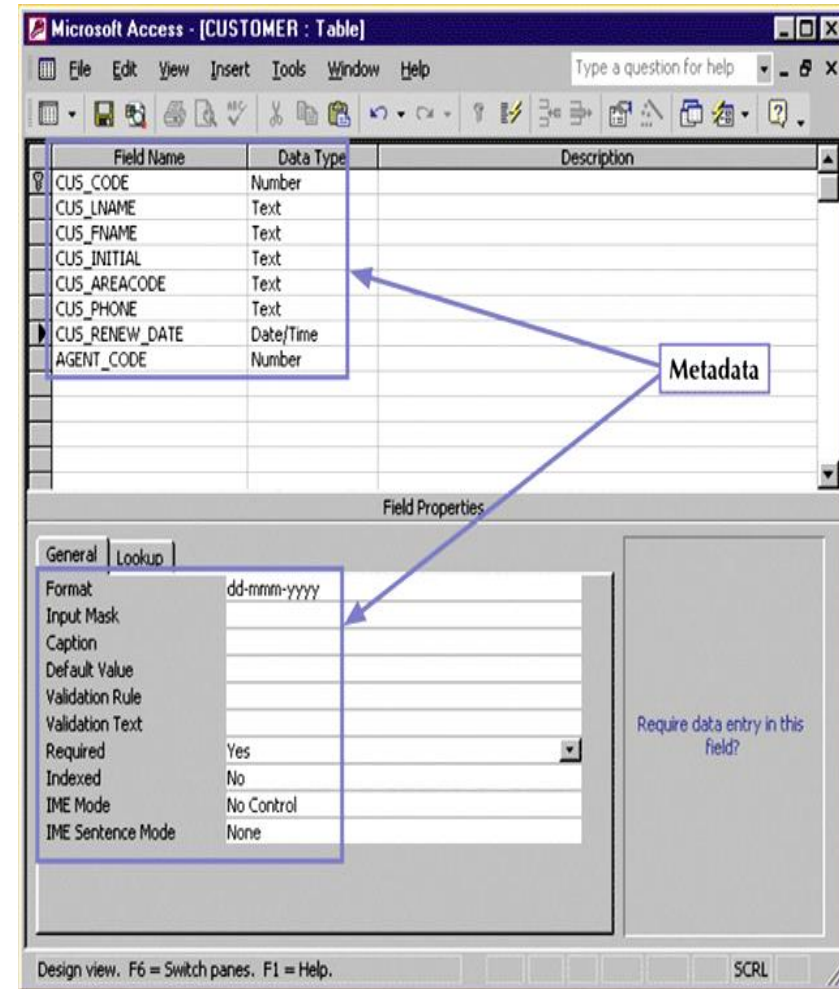 Microsoft Access - [CUSTOMER : Table]
File Edit View Insert Tools Window Help Type a question for help
Field Name Data Type Description
CUS_CODE Number
CUS_LNAME Text
CUS_FNAME Text
CUS_INITIAL Text
CUS_AREACODE Text
CUS_PHONE Text
CUS_RENEW_DATE Date/Time
AGENT_CODE Number
Metadata
Field Properties
General Lookup
Format dd-mmm-yyyy
Input Mask
Caption
Default Value
Validation Rule
Validation Text
Required Yes
Indexed No
IME Mode No Control
IME Sentence Mode None
Require data entry in this
field?
Design view. F6 = Switch panes. F1 = Help. SCRL